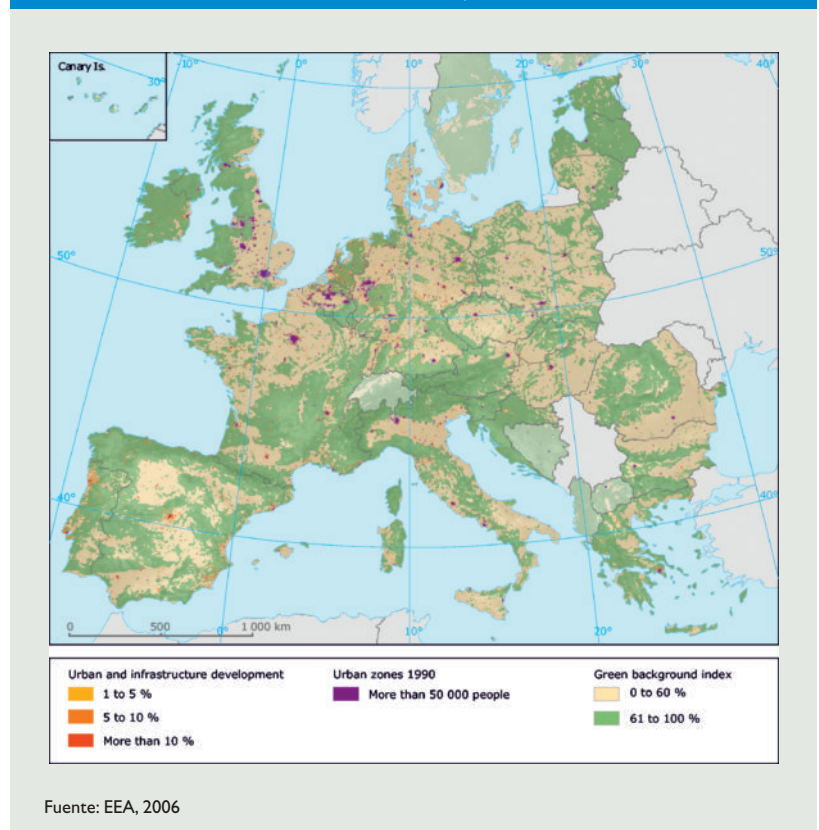 Canary Is.
30°
-10°
0°
10°
20°
30°
40°
50°
50°
40°
40°
0 500 1 000 km
0°
10°
20°
Urban and infrastructure development
1 to 5 %
5 to 10 %
More than 10 %
Urban zones 1990
More than 50 000 people
Green background index
0 to 60 %
61 to 100 %
Fuente: EEA, 2006